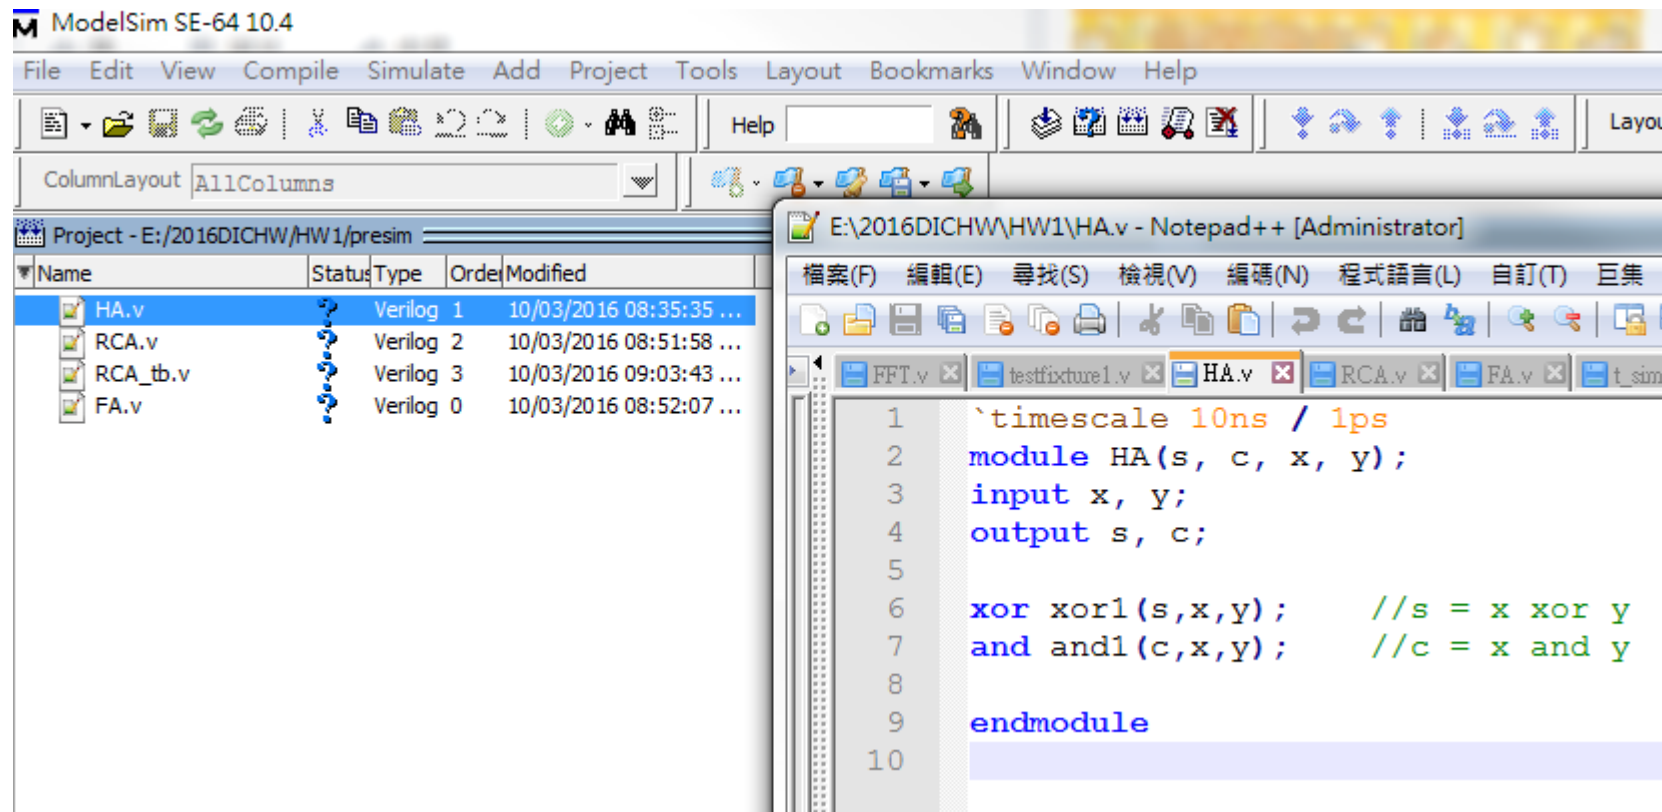 ModelSim SE-64 10.4
File Edit View Compile Simulate Add Project Tools Layout Bookmarks Window Help
Help
Layou
ColumnLayout AllColumns
Project - E:/2016DICHW/HW1/presim
Name Status Type Order Modified
HA.v ? Verilog 1 10/03/2016 08:35:35 ...
RCA.v ? Verilog 2 10/03/2016 08:51:58 ...
RCA_tb.v ? Verilog 3 10/03/2016 09:03:43 ...
FA.v ? Verilog 0 10/03/2016 08:52:07 ...
E:\2016DICHW\HW1\HA.v - Notepad++ [Administrator]
檔案(F) 編輯(E) 尋找(S) 檢視(V) 編碼(N) 程式語言(L) 自訂(T) 巨集
FFT.v testfixture1.v HA.v RCA.v FA.v t_sim
1 `timescale 10ns / 1ps
2 module HA(s, c, x, y);
3 input x, y;
4 output s, c;
5
6 xor xor1(s,x,y); //s = x xor y
7 and and1(c,x,y); //c = x and y
8
9 endmodule
10